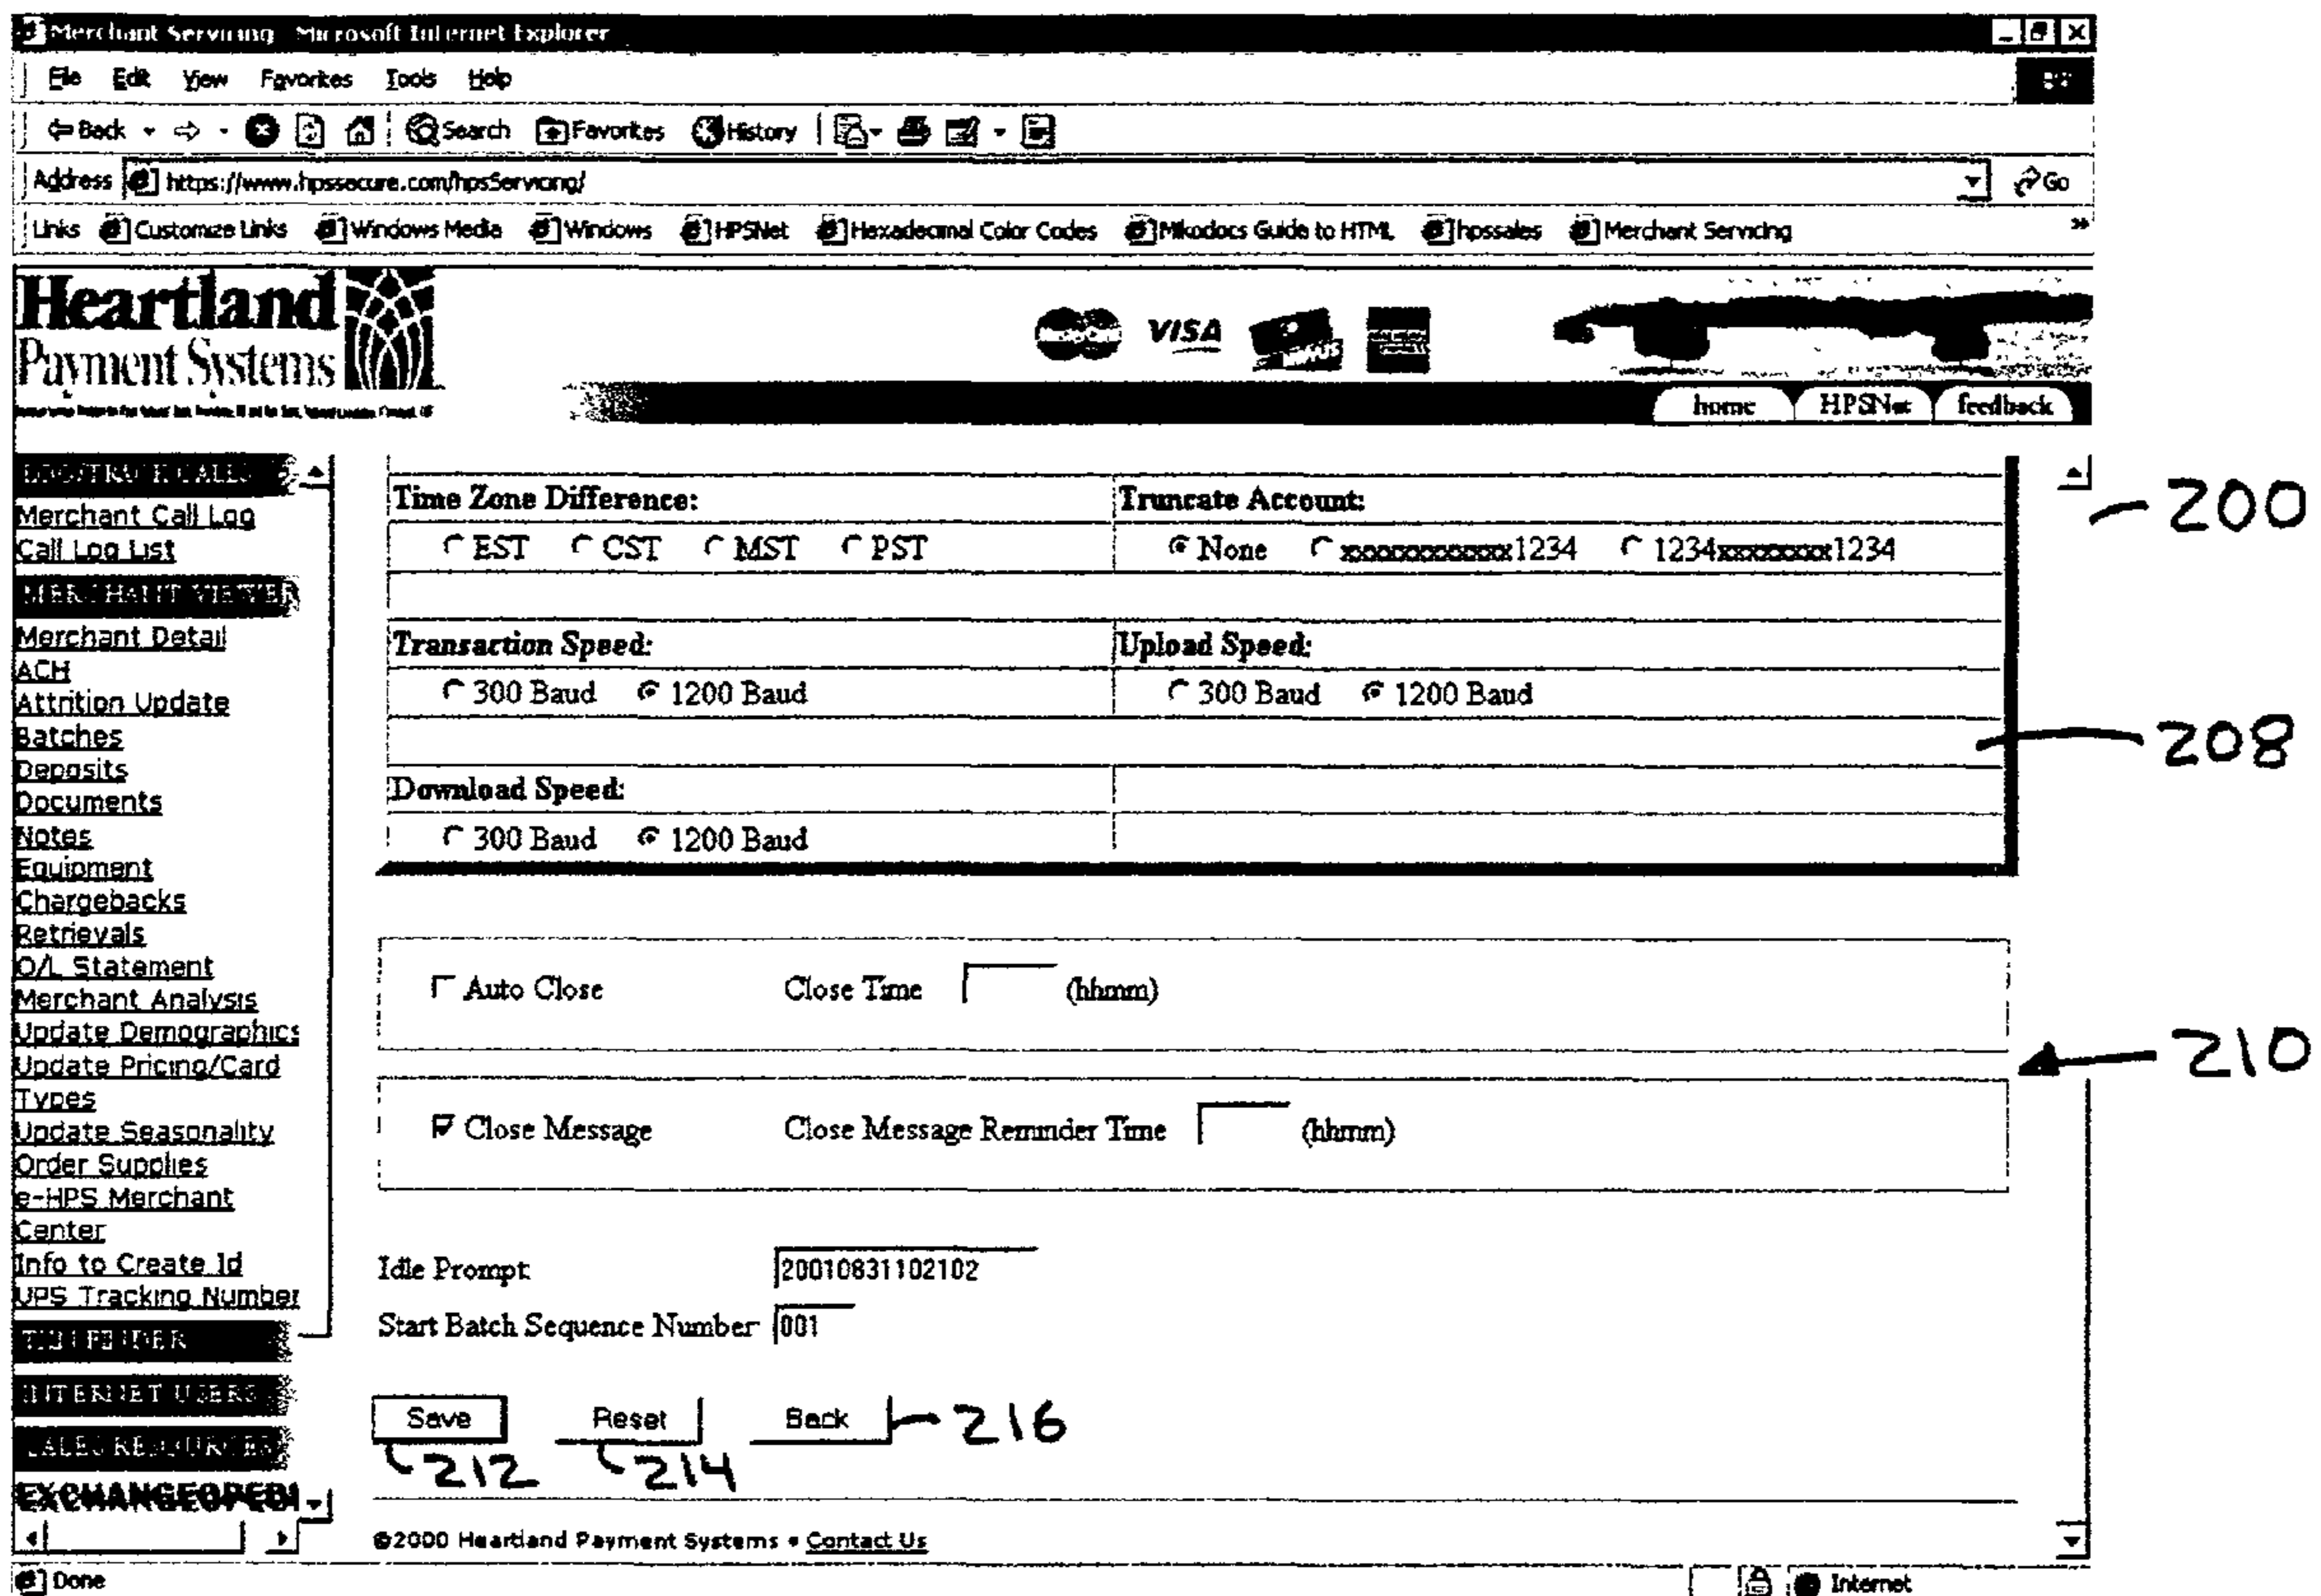 Merchant Servicing Microsoft Internet Explorer
File Edit View Favorites Tools Help
Back Search Favorites History
Address https://www.hpssecure.com/hpsServicing/ Go
Links Customize Links Windows Media Windows HPSNet Hexadecimal Color Codes Mikodocs Guide to HTML hpssales Merchant Servicing »
Heartland
Payment Systems
VISA
home HPSNet feedback
Merchant Call Log
Call Log List
MERCHANT VIEWER
Merchant Detail
ACH
Attrition Update
Batches
Deposits
Documents
Notes
Equipment
Chargebacks
Retrievals
O/L Statement
Merchant Analysis
Update Demographics
Update Pricing/Card
Types
Update Seasonality
Order Supplies
e-HPS Merchant
Center
Info to Create Id
UPS Tracking Number
INTERNET USERS
SALES RESOURCES
EXCHANGEOPEDI
Time Zone Difference: Truncate Account:
EST CST MST PST None xxxxxxxxxxxx1234 1234xxxxxxxx1234
Transaction Speed: Upload Speed:
300 Baud 1200 Baud 300 Baud 1200 Baud
Download Speed:
300 Baud 1200 Baud
Auto Close Close Time (hhmm)
Close Message Close Message Reminder Time (hhmm)
Idle Prompt 20010831102102
Start Batch Sequence Number 001
Save Reset Back
212 214 216
200
208
210
©2000 Heartland Payment Systems • Contact Us
Done Internet